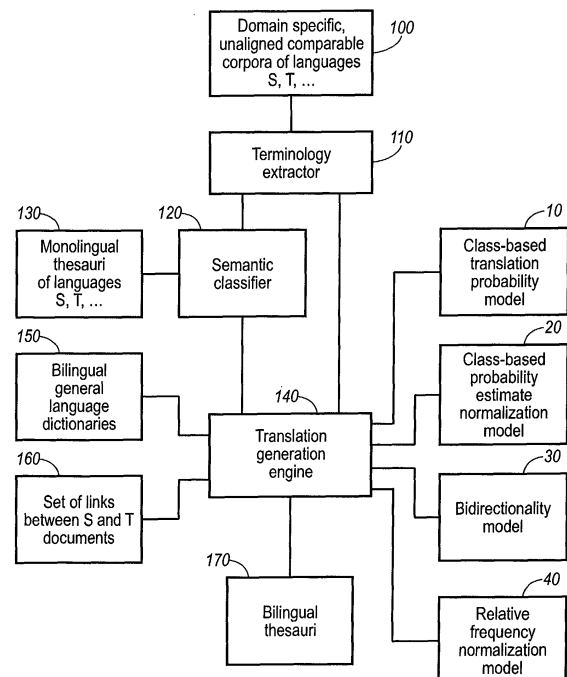 Domain specific,
unaligned comparable
corpora of languages
S, T, ...
100
Terminology
extractor
110
120
Semantic
classifier
130
Monolingual
thesauri
of languages
S, T, ...
10
Class-based
translation
probability
model
150
Bilingual
general
language
dictionaries
140
Translation
generation
engine
20
Class-based
probability
estimate
normalization
model
160
Set of links
between S and T
documents
30
Bidirectionality
model
170
Bilingual
thesauri
40
Relative
frequency
normalization
model